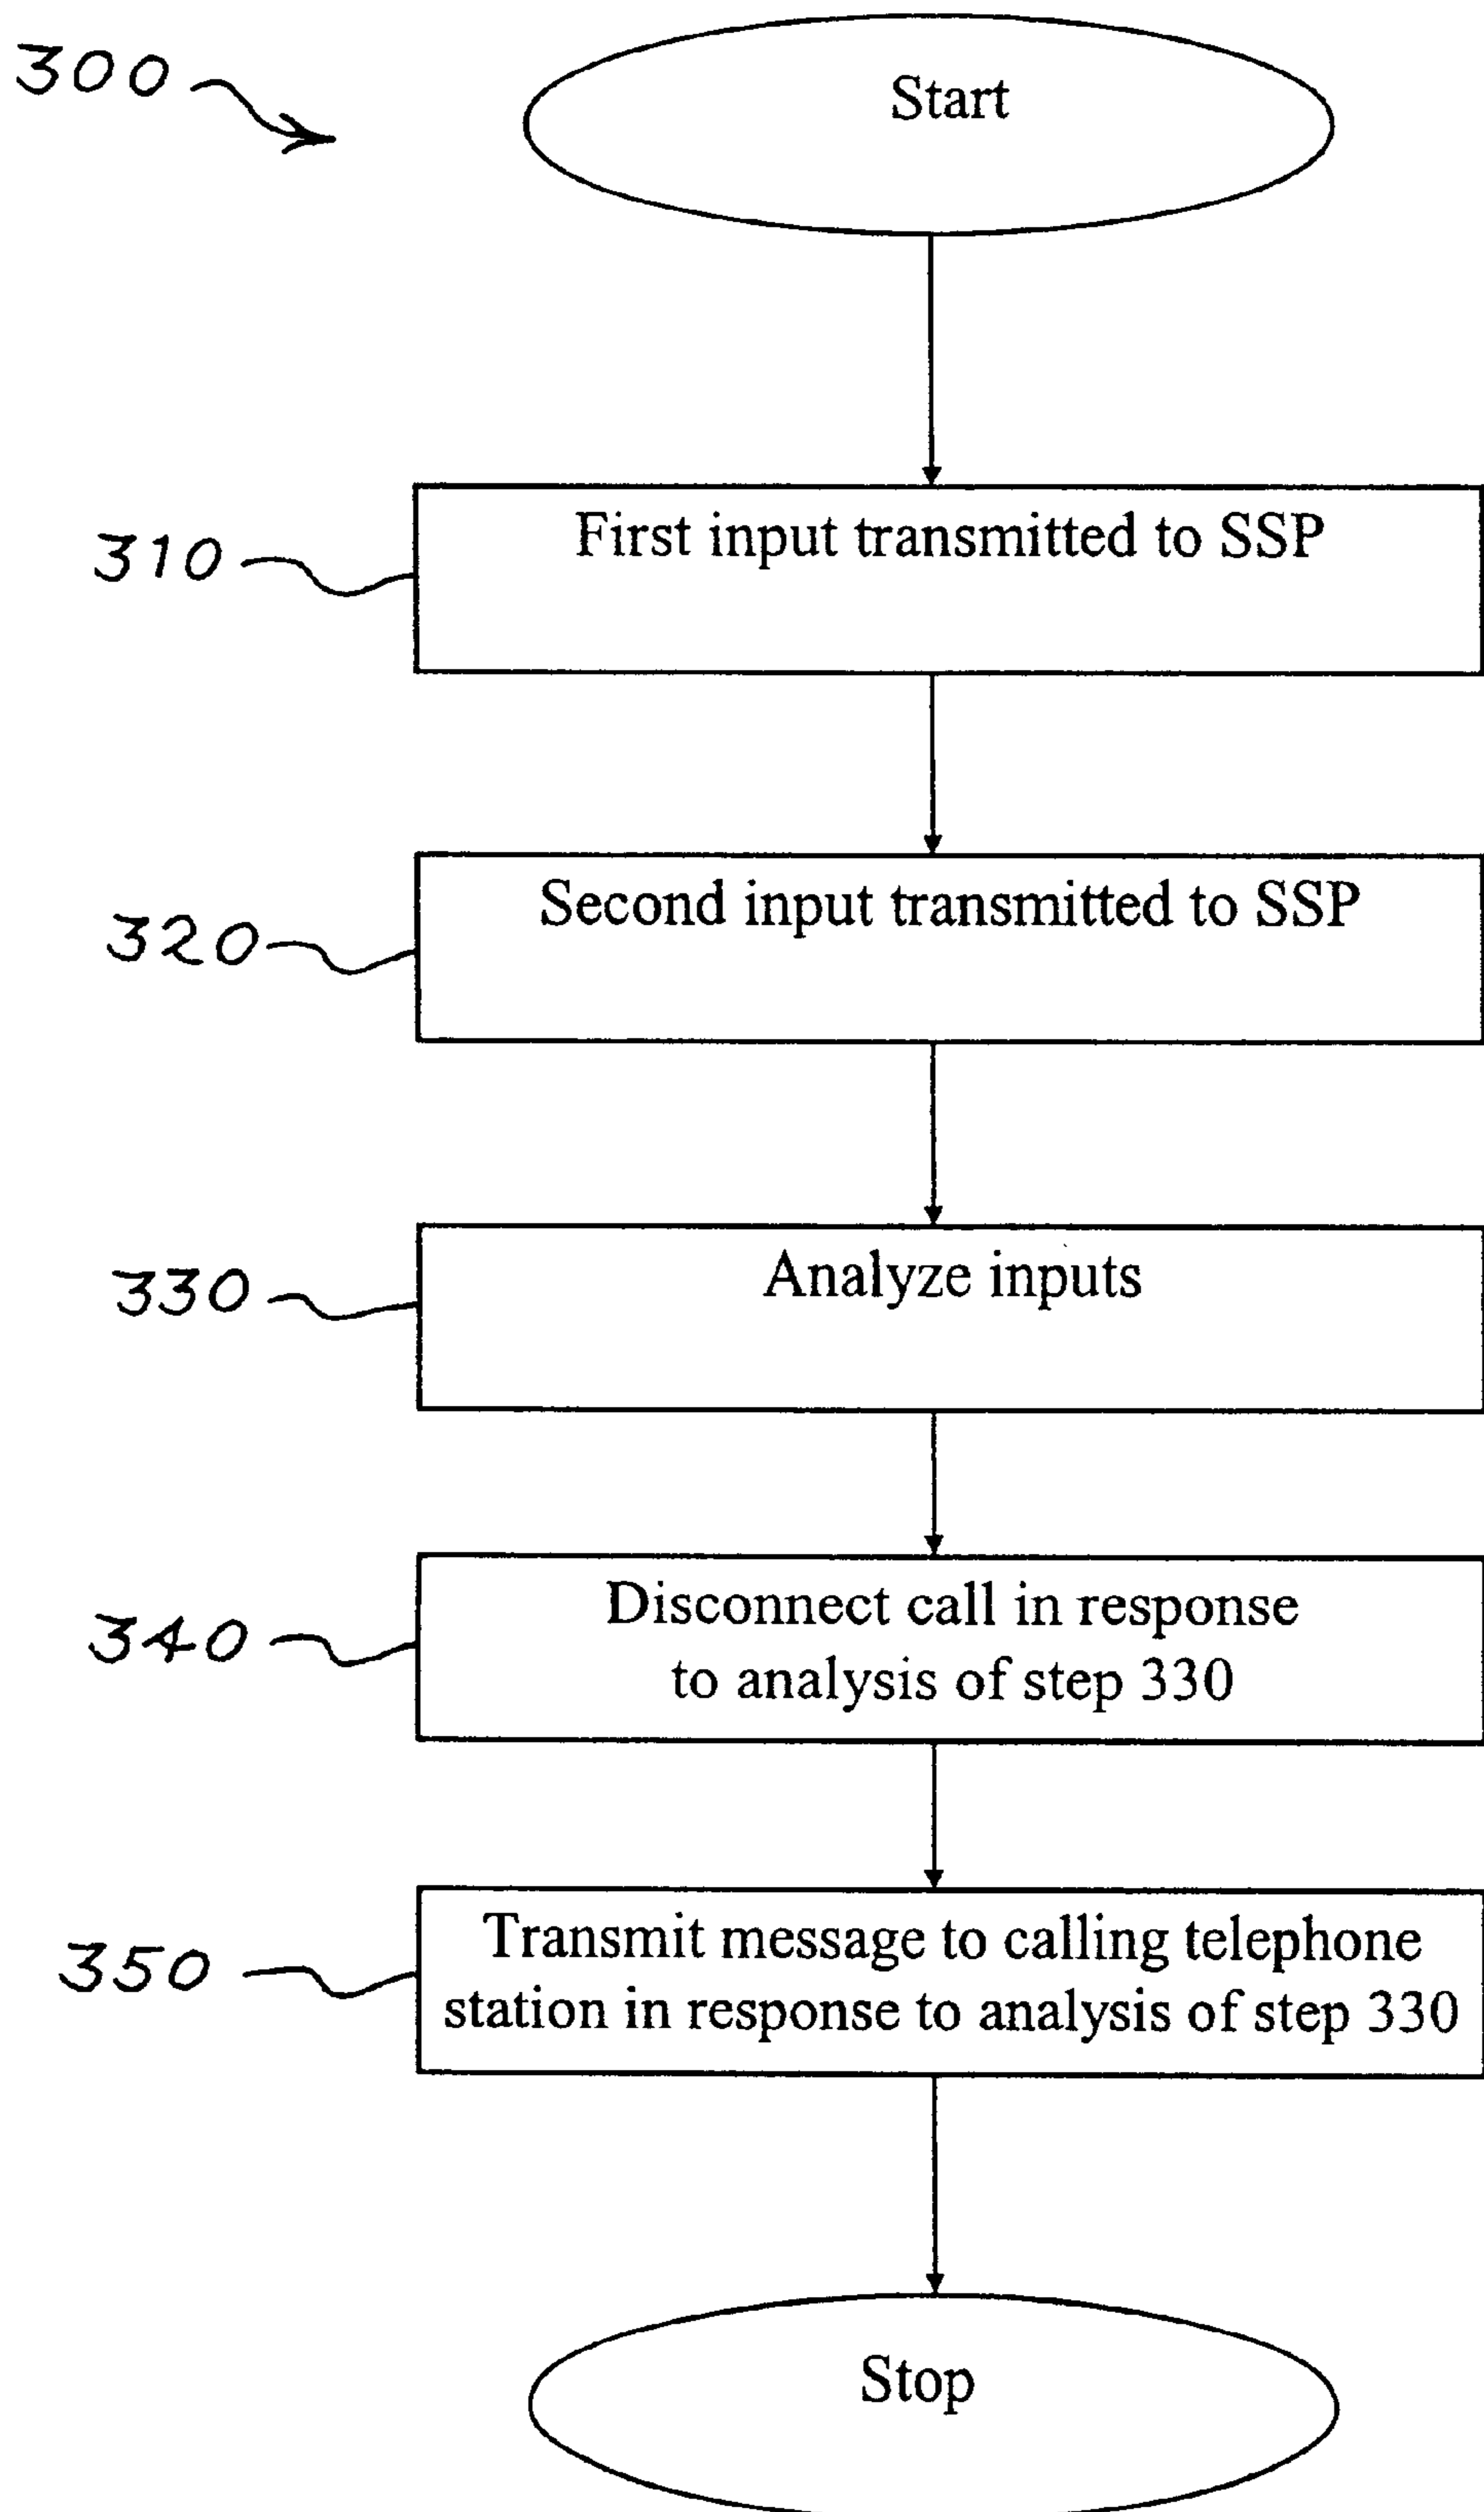 300
Start
310
First input transmitted to SSP
320
Second input transmitted to SSP
330
Analyze inputs
340
Disconnect call in response
to analysis of step 330
350
Transmit message to calling telephone
station in response to analysis of step 330
Stop